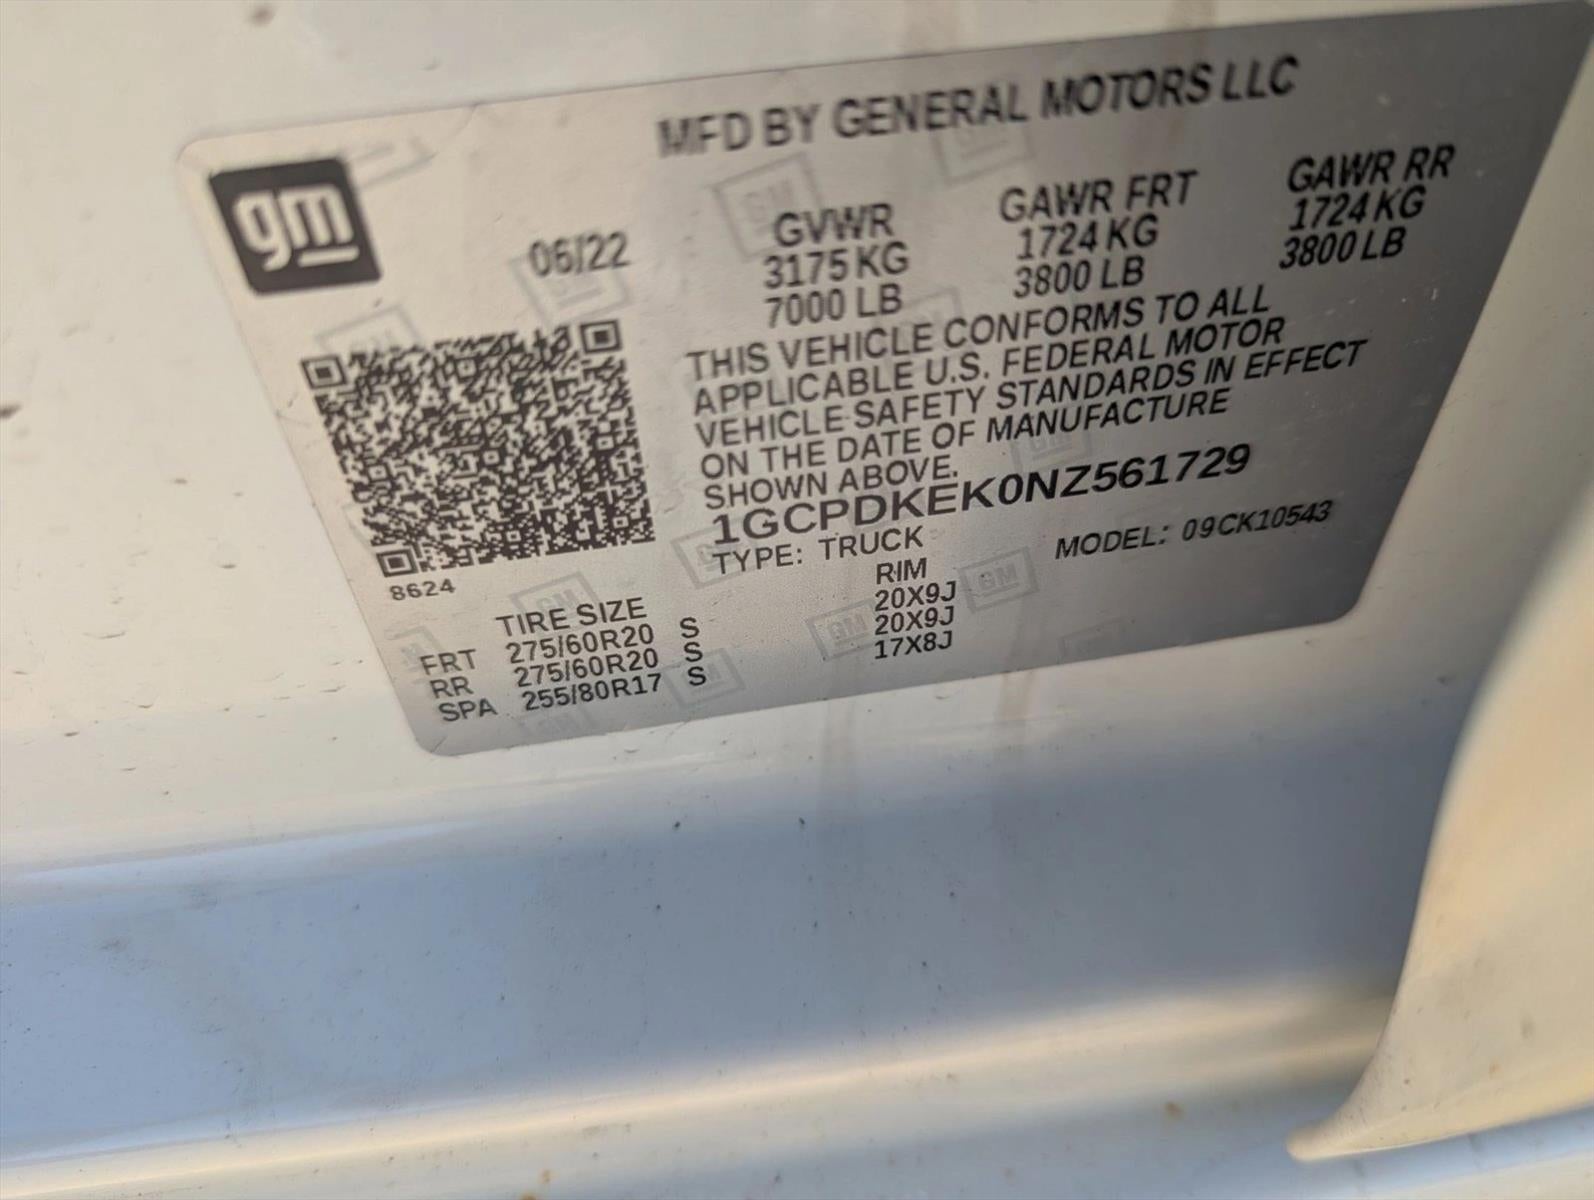 MFD BY GENERAL MOTORS LLC
gm
06/22
GVWR
3175 KG
7000 LB
GAWR FRT
1724 KG
3800 LB
GAWR RR
1724 KG
3800 LB
THIS VEHICLE CONFORMS TO ALL
APPLICABLE U.S. FEDERAL MOTOR
VEHICLE SAFETY STANDARDS IN EFFECT
ON THE DATE OF MANUFACTURE
SHOWN ABOVE.
1GCPDKEK0NZ561729
TYPE: TRUCK
MODEL: 09CK10543
8624
TIRE SIZE RIM
FRT 275/60R20 S 20X9J
RR 275/60R20 S 20X9J
SPA 255/80R17 S 17X8J